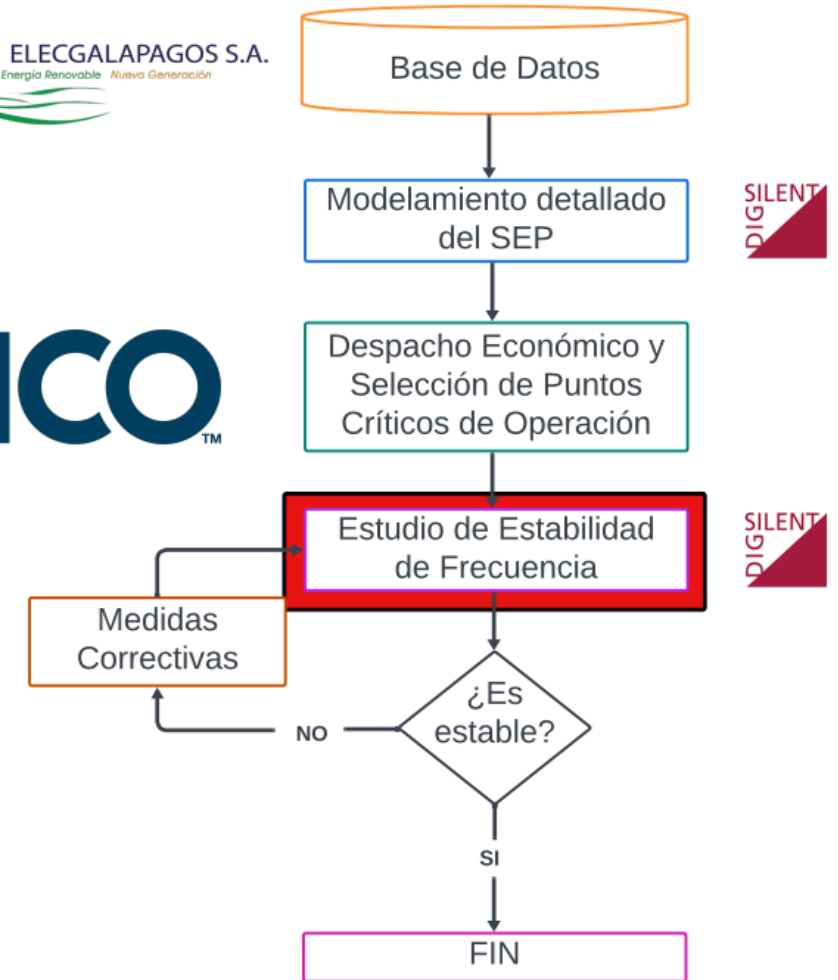 ELECGALAPAGOS S.A.
Energía Renovable Nueva Generación
Base de Datos
Modelamiento detallado
del SEP
SILENT
DIG
Despacho Económico y
Selección de Puntos
Críticos de Operación
ICO
TM
Estudio de Estabilidad
de Frecuencia
SILENT
DIG
Medidas
Correctivas
¿Es
estable?
NO
SI
FIN